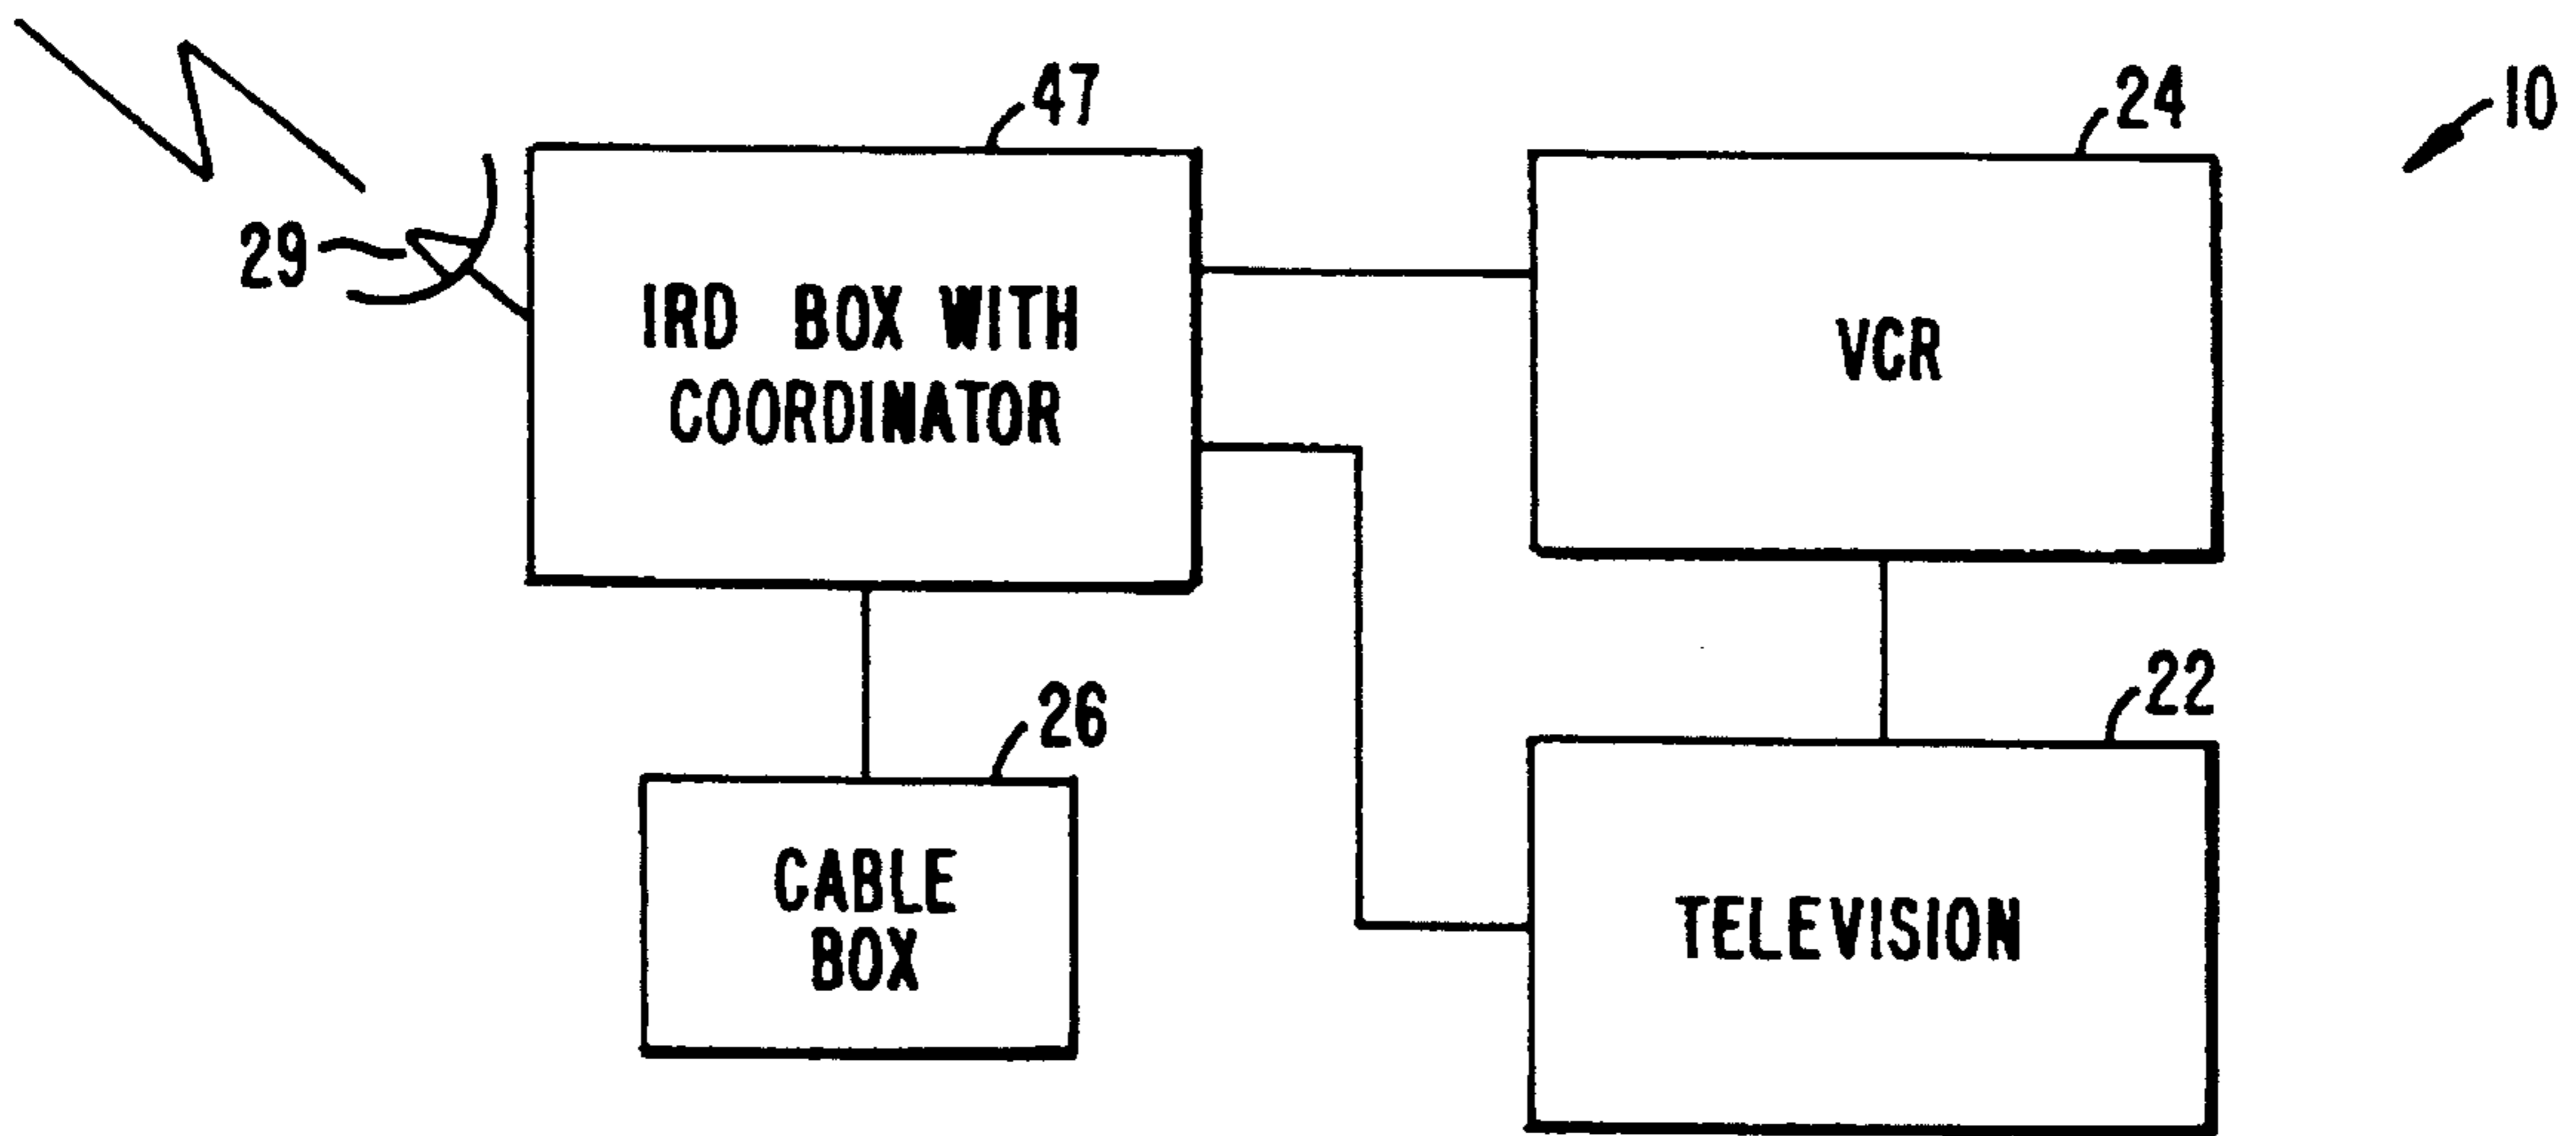 47
24
10
29
IRD BOX WITH
COORDINATOR
VCR
26
22
CABLE
BOX
TELEVISION